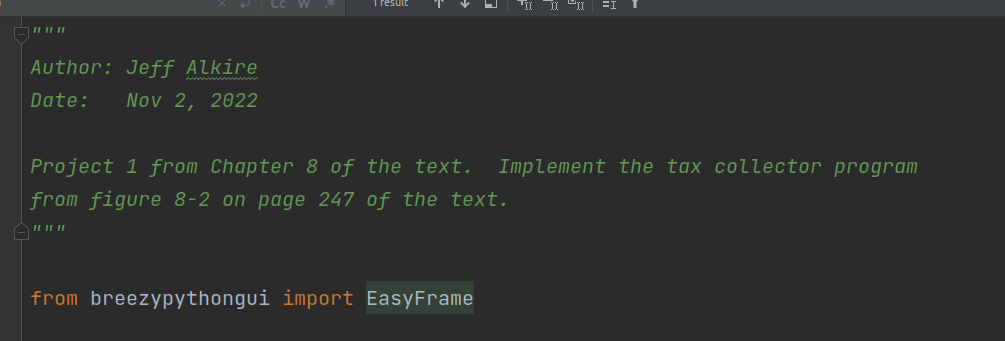 Cc W .*
1 result
"""
Author: Jeff Alkire
Date:   Nov 2, 2022
Project 1 from Chapter 8 of the text.  Implement the tax collector program
from figure 8-2 on page 247 of the text.
"""
from breezypythongui import EasyFrame